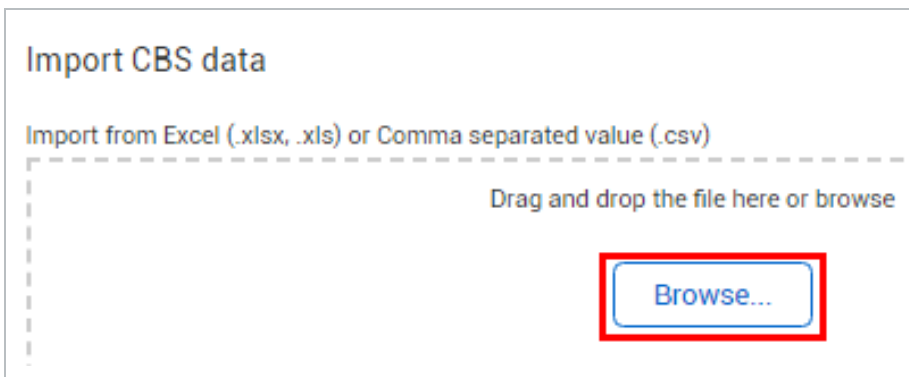 Import CBS data
Import from Excel (.xlsx, .xls) or Comma separated value (.csv)
Drag and drop the file here or browse
Browse...